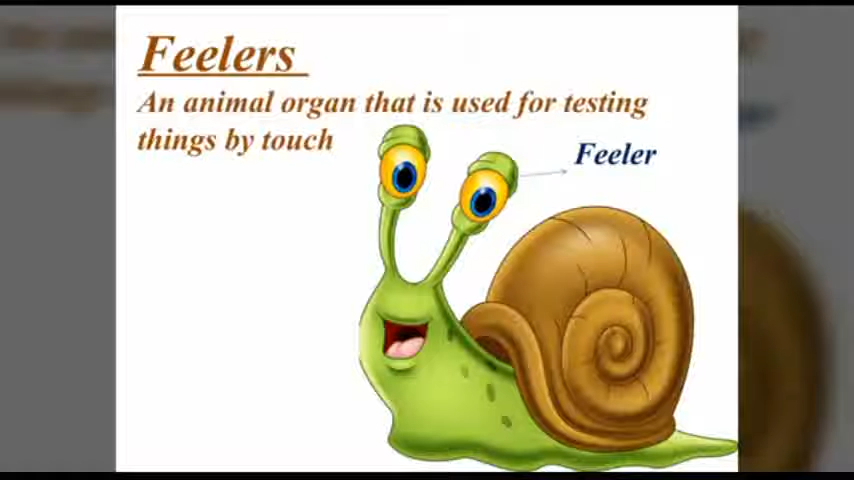 Feelers
An animal organ that is used for testing
things by touch
Feeler